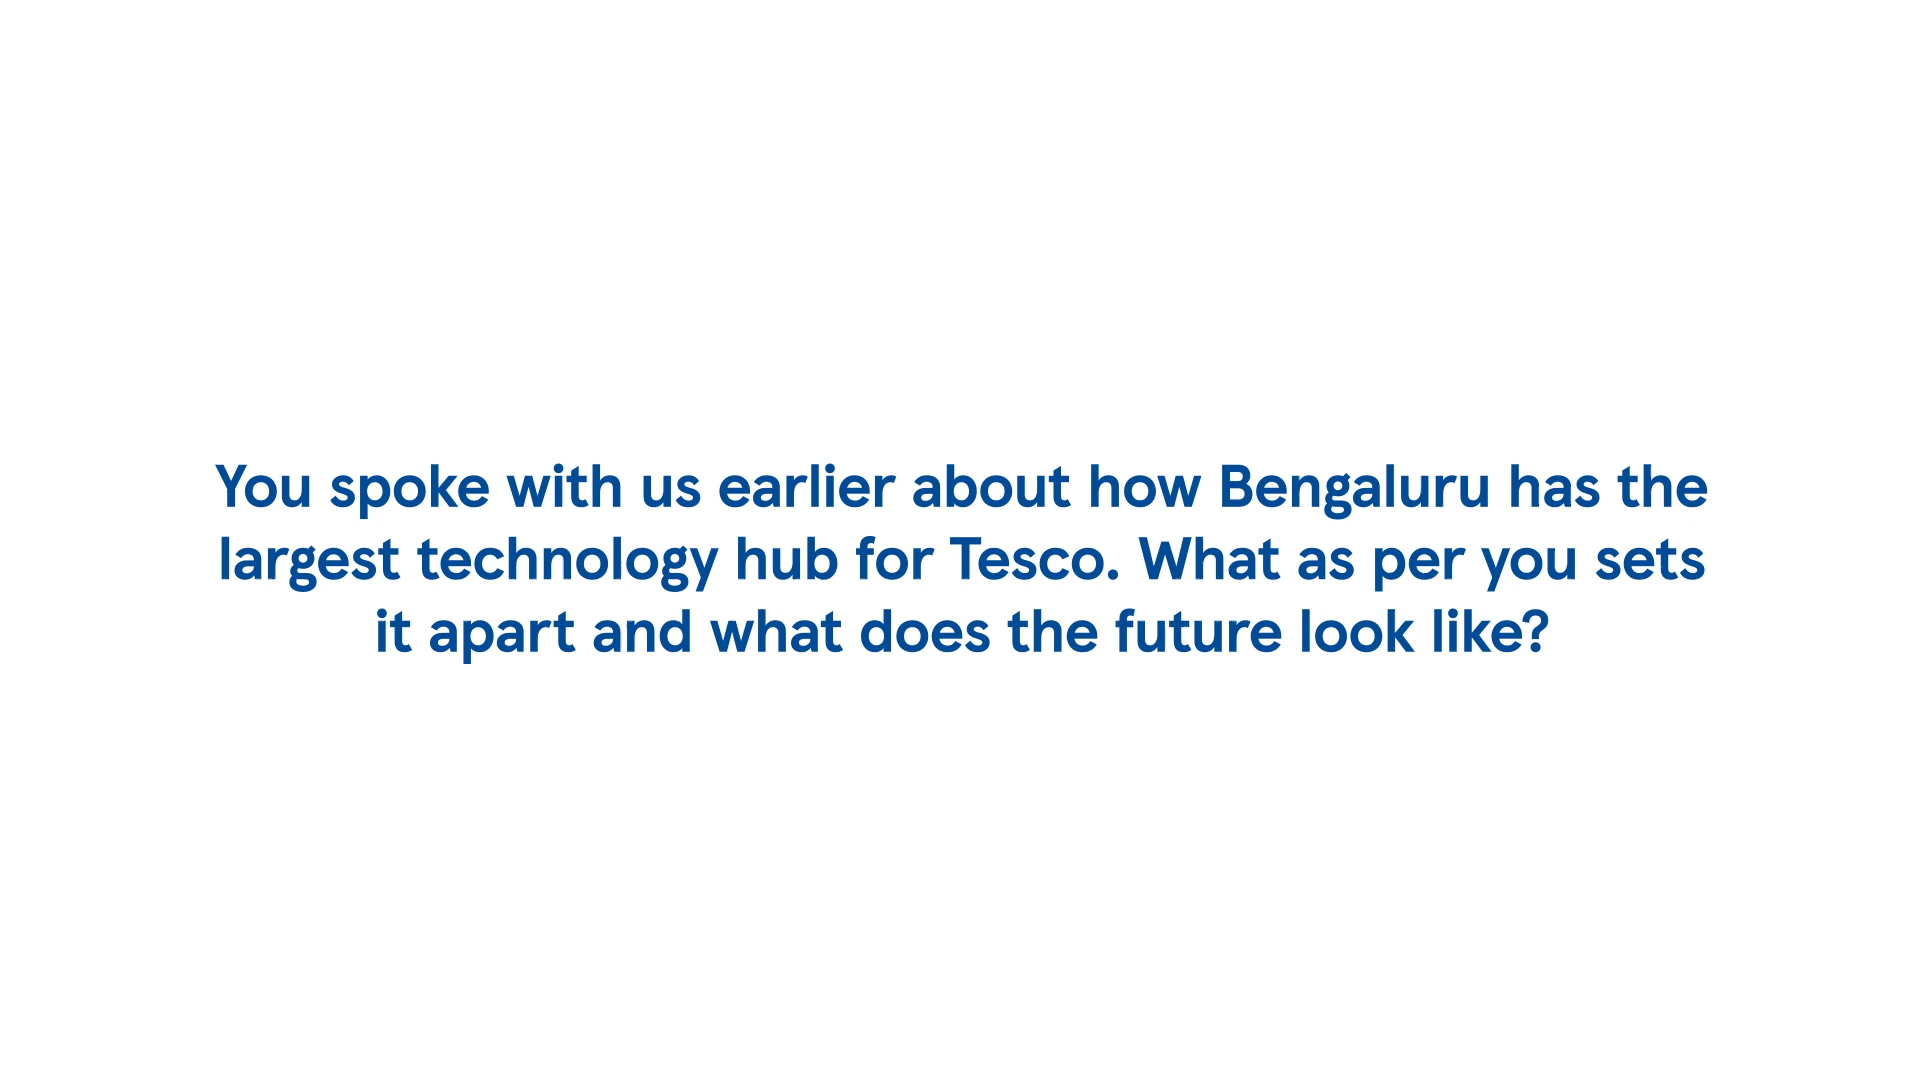 You spoke with us earlier about how Bengaluru has the
largest technology hub for Tesco. What as per you sets
it apart and what does the future look like?